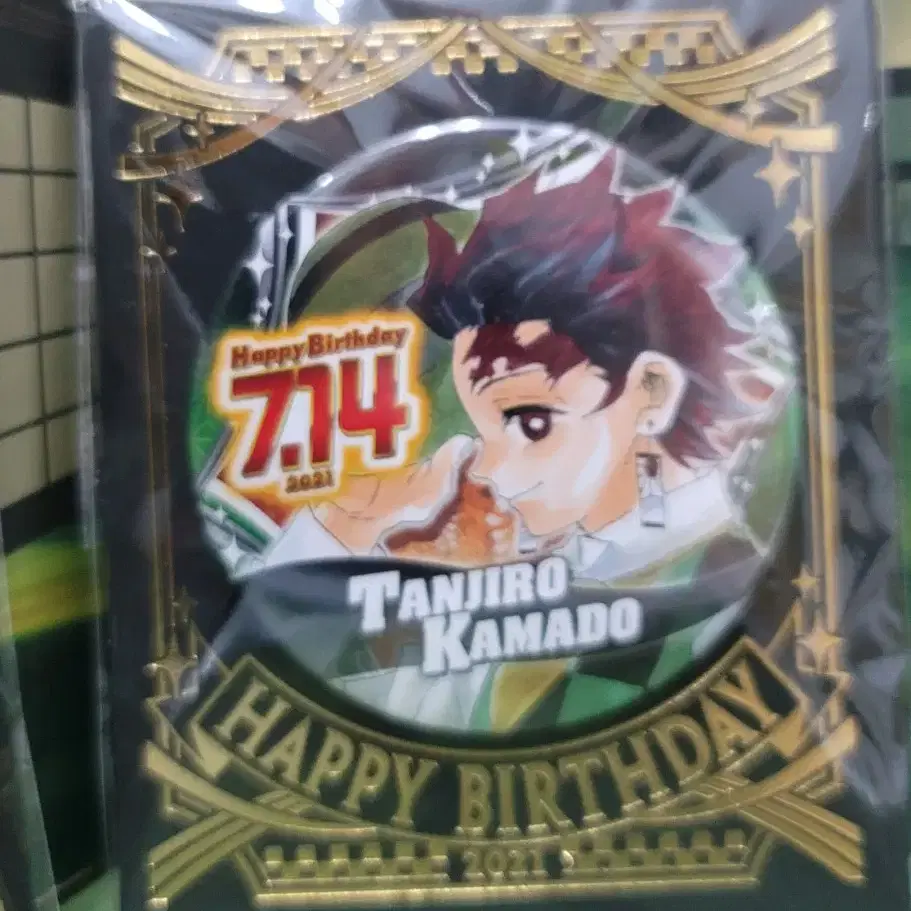 Happy Birthday
7.14
2021
TANJIRO
KAMADO
HAPPY BIRTHDAY
2021